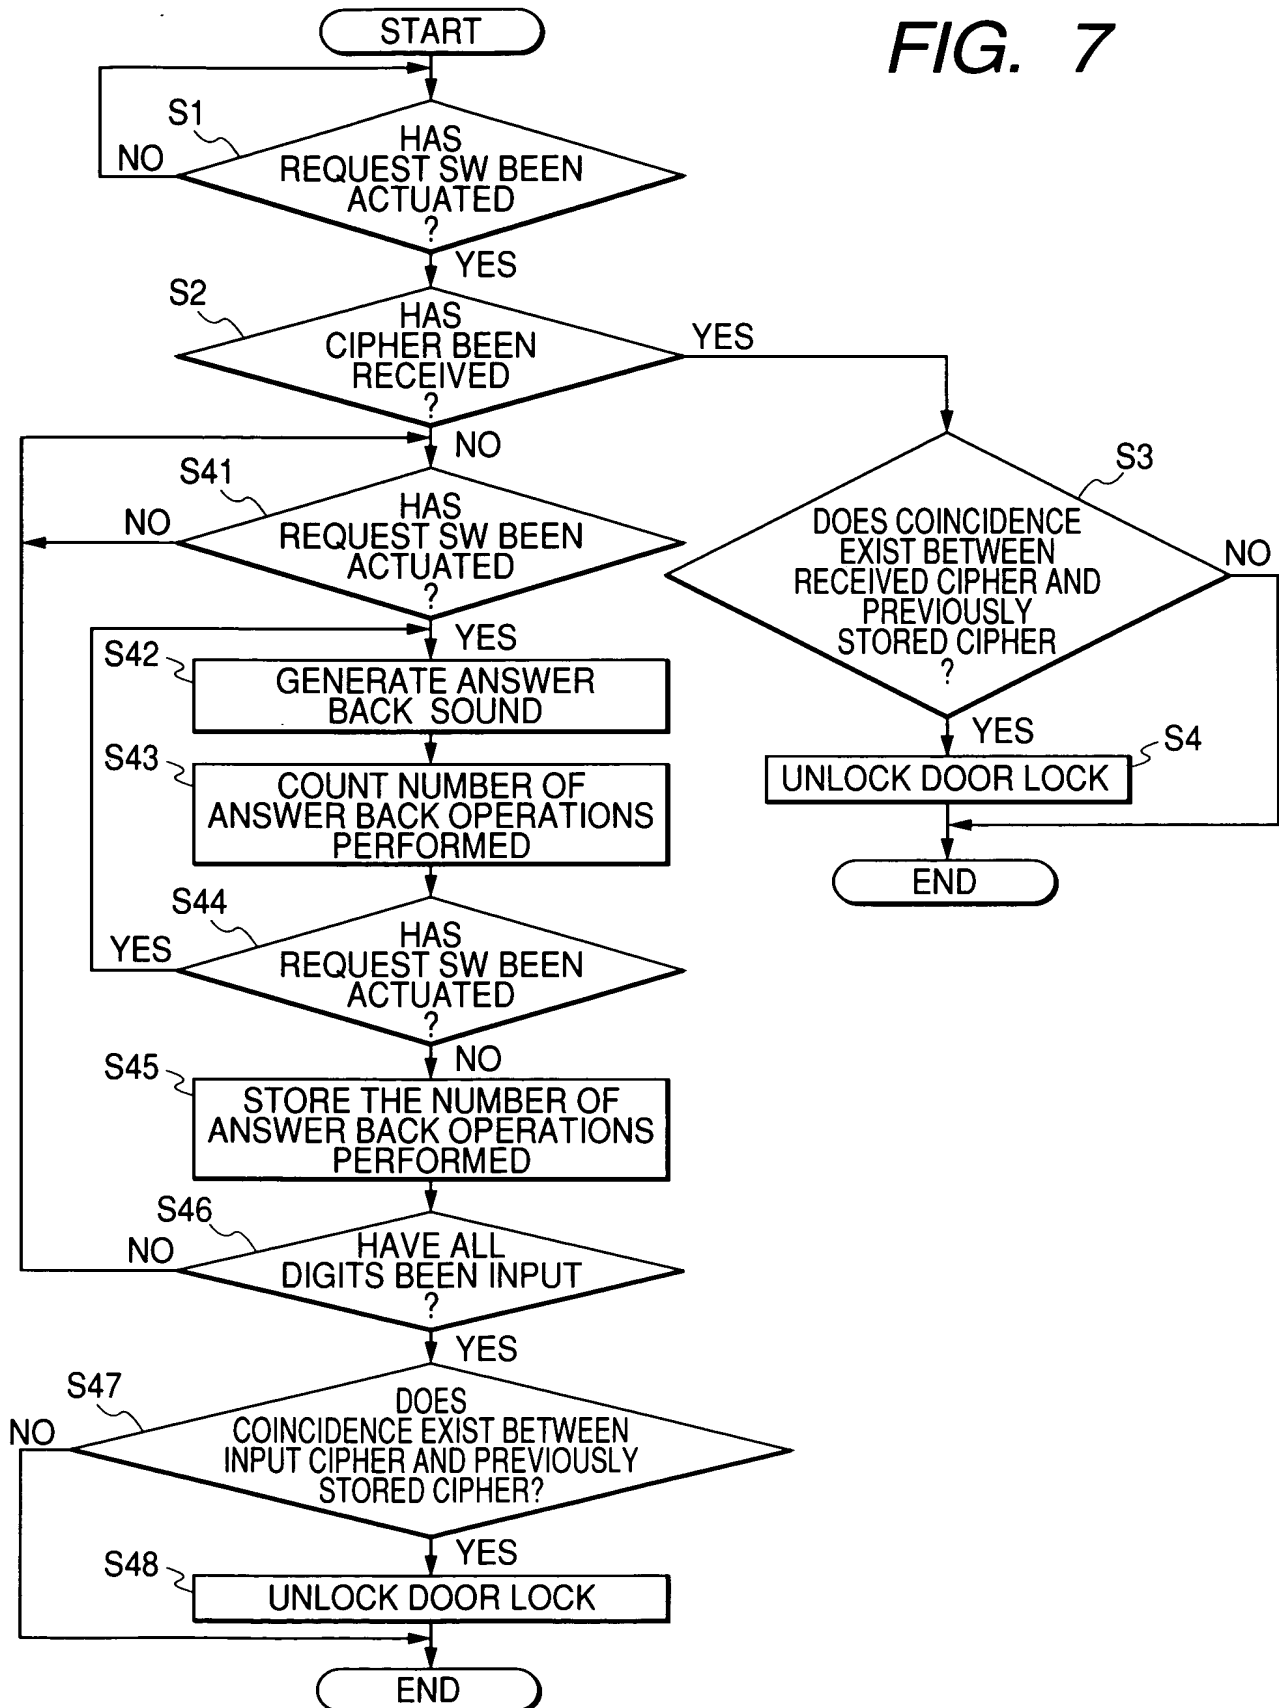 FIG. 7
START
S1
HAS
REQUEST SW BEEN
ACTUATED
?
NO
YES
S2
HAS
CIPHER BEEN
RECEIVED
?
YES
NO
S3
DOES COINCIDENCE
EXIST BETWEEN
RECEIVED CIPHER AND
PREVIOUSLY
STORED CIPHER
?
NO
YES
S4
UNLOCK DOOR LOCK
END
S41
HAS
REQUEST SW BEEN
ACTUATED
?
NO
YES
S42
GENERATE ANSWER
BACK SOUND
S43
COUNT NUMBER OF
ANSWER BACK OPERATIONS
PERFORMED
S44
HAS
REQUEST SW BEEN
ACTUATED
?
YES
NO
S45
STORE THE NUMBER OF
ANSWER BACK OPERATIONS
PERFORMED
S46
HAVE ALL
DIGITS BEEN INPUT
?
NO
YES
S47
DOES
COINCIDENCE EXIST BETWEEN
INPUT CIPHER AND PREVIOUSLY
STORED CIPHER?
NO
YES
S48
UNLOCK DOOR LOCK
END